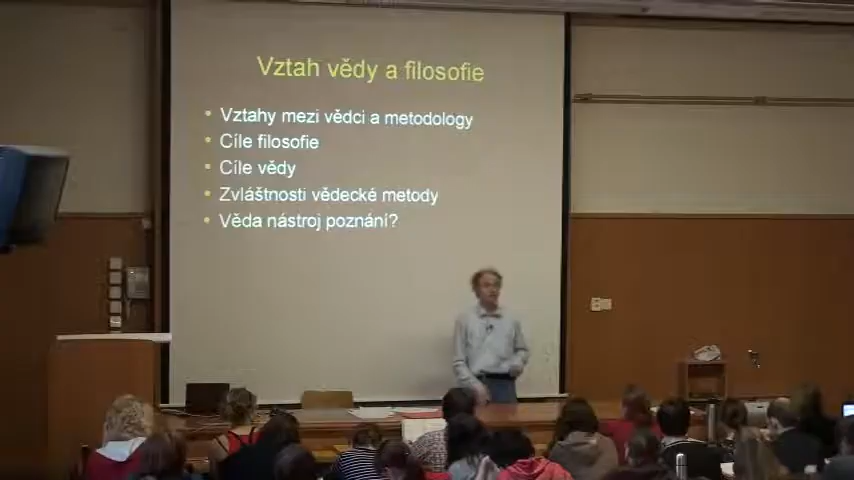 Vztah vědy a filosofie
• Vztahy mezi vědci a metodology
• Cíle filosofie
• Cíle vědy
• Zvláštnosti vědecké metody
• Věda nástroj poznání?